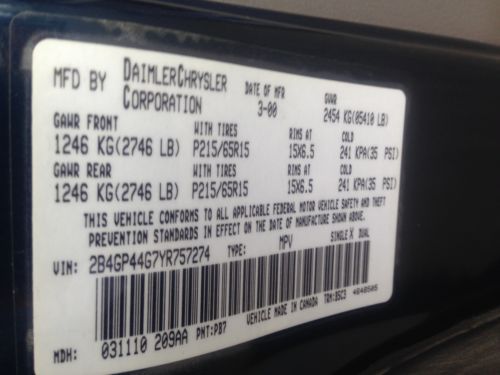 MFD BY DAIMLERCHRYSLER CORPORATION DATE OF MFR 3-00 GVWR 2454 KG(05410 LB)
GAWR FRONT WITH TIRES RIMS AT COLD
1246 KG(2746 LB) P215/65R15 15X6.5 241 KPA(35 PSI)
GAWR REAR WITH TIRES RIMS AT COLD
1246 KG(2746 LB) P215/65R15 15X6.5 241 KPA(35 PSI)
THIS VEHICLE CONFORMS TO ALL APPLICABLE FEDERAL MOTOR VEHICLE SAFETY AND THEFT
PREVENTION STANDARDS IN EFFECT ON THE DATE OF MANUFACTURE SHOWN ABOVE.
VIN: 2B4GP44G7YR757274 TYPE: MPV SINGLE X DUAL
MDH: 031110 209AA PNT:PB7 VEHICLE MADE IN CANADA TRM:BSC3 4648505